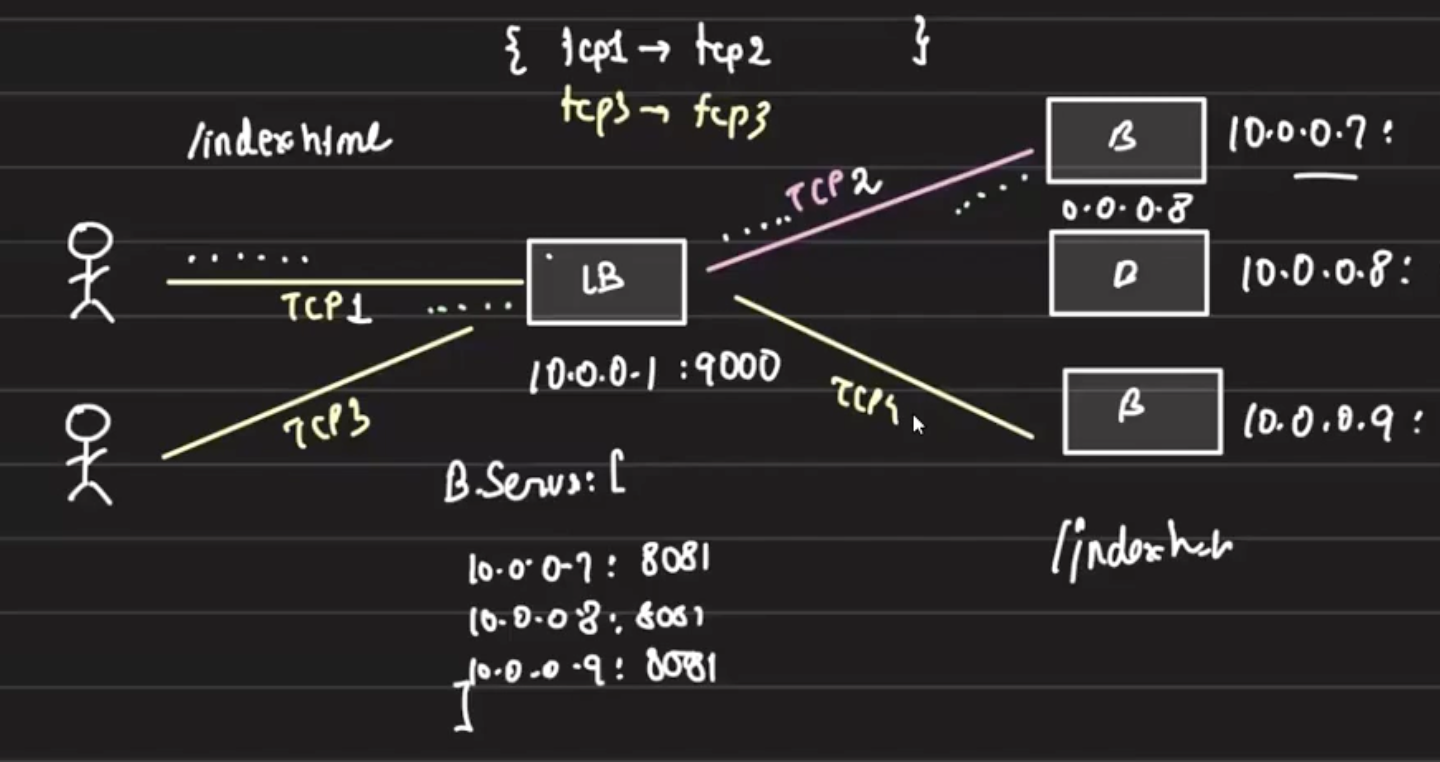 { tcp1 → tcp2 }
tcp3 → tcp3
/index html
TCP2
B
10.0.0.7 :
0.0.0.8
TCP1
LB
B
10.0.0.8 :
10.0.0.1 : 9000
TCP3
TCP4
B
10.0.0.9 :
B.Servs: [
10.0.0.7 : 8081
10.0.0.8 : 8081
10.0.0.9 : 8081
]